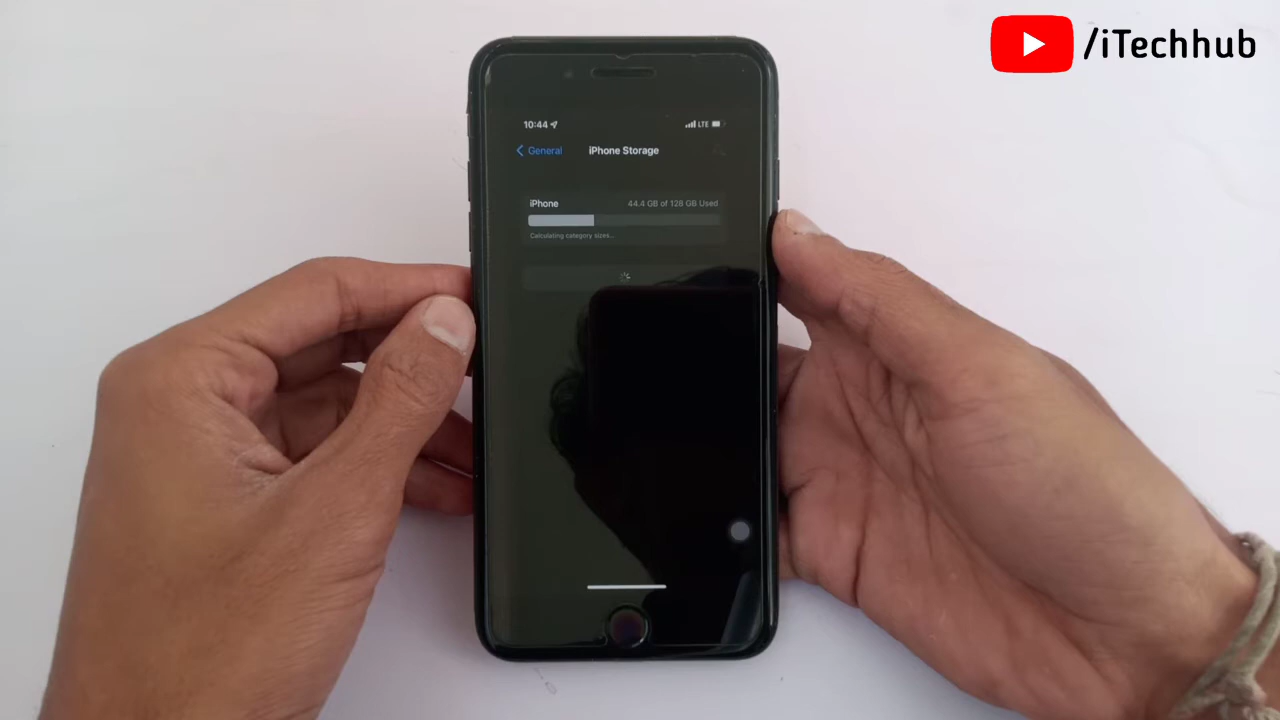 /iTechhub
10:44 LTE
General iPhone Storage
iPhone 44.4 GB of 128 GB Used
Calculating category sizes...